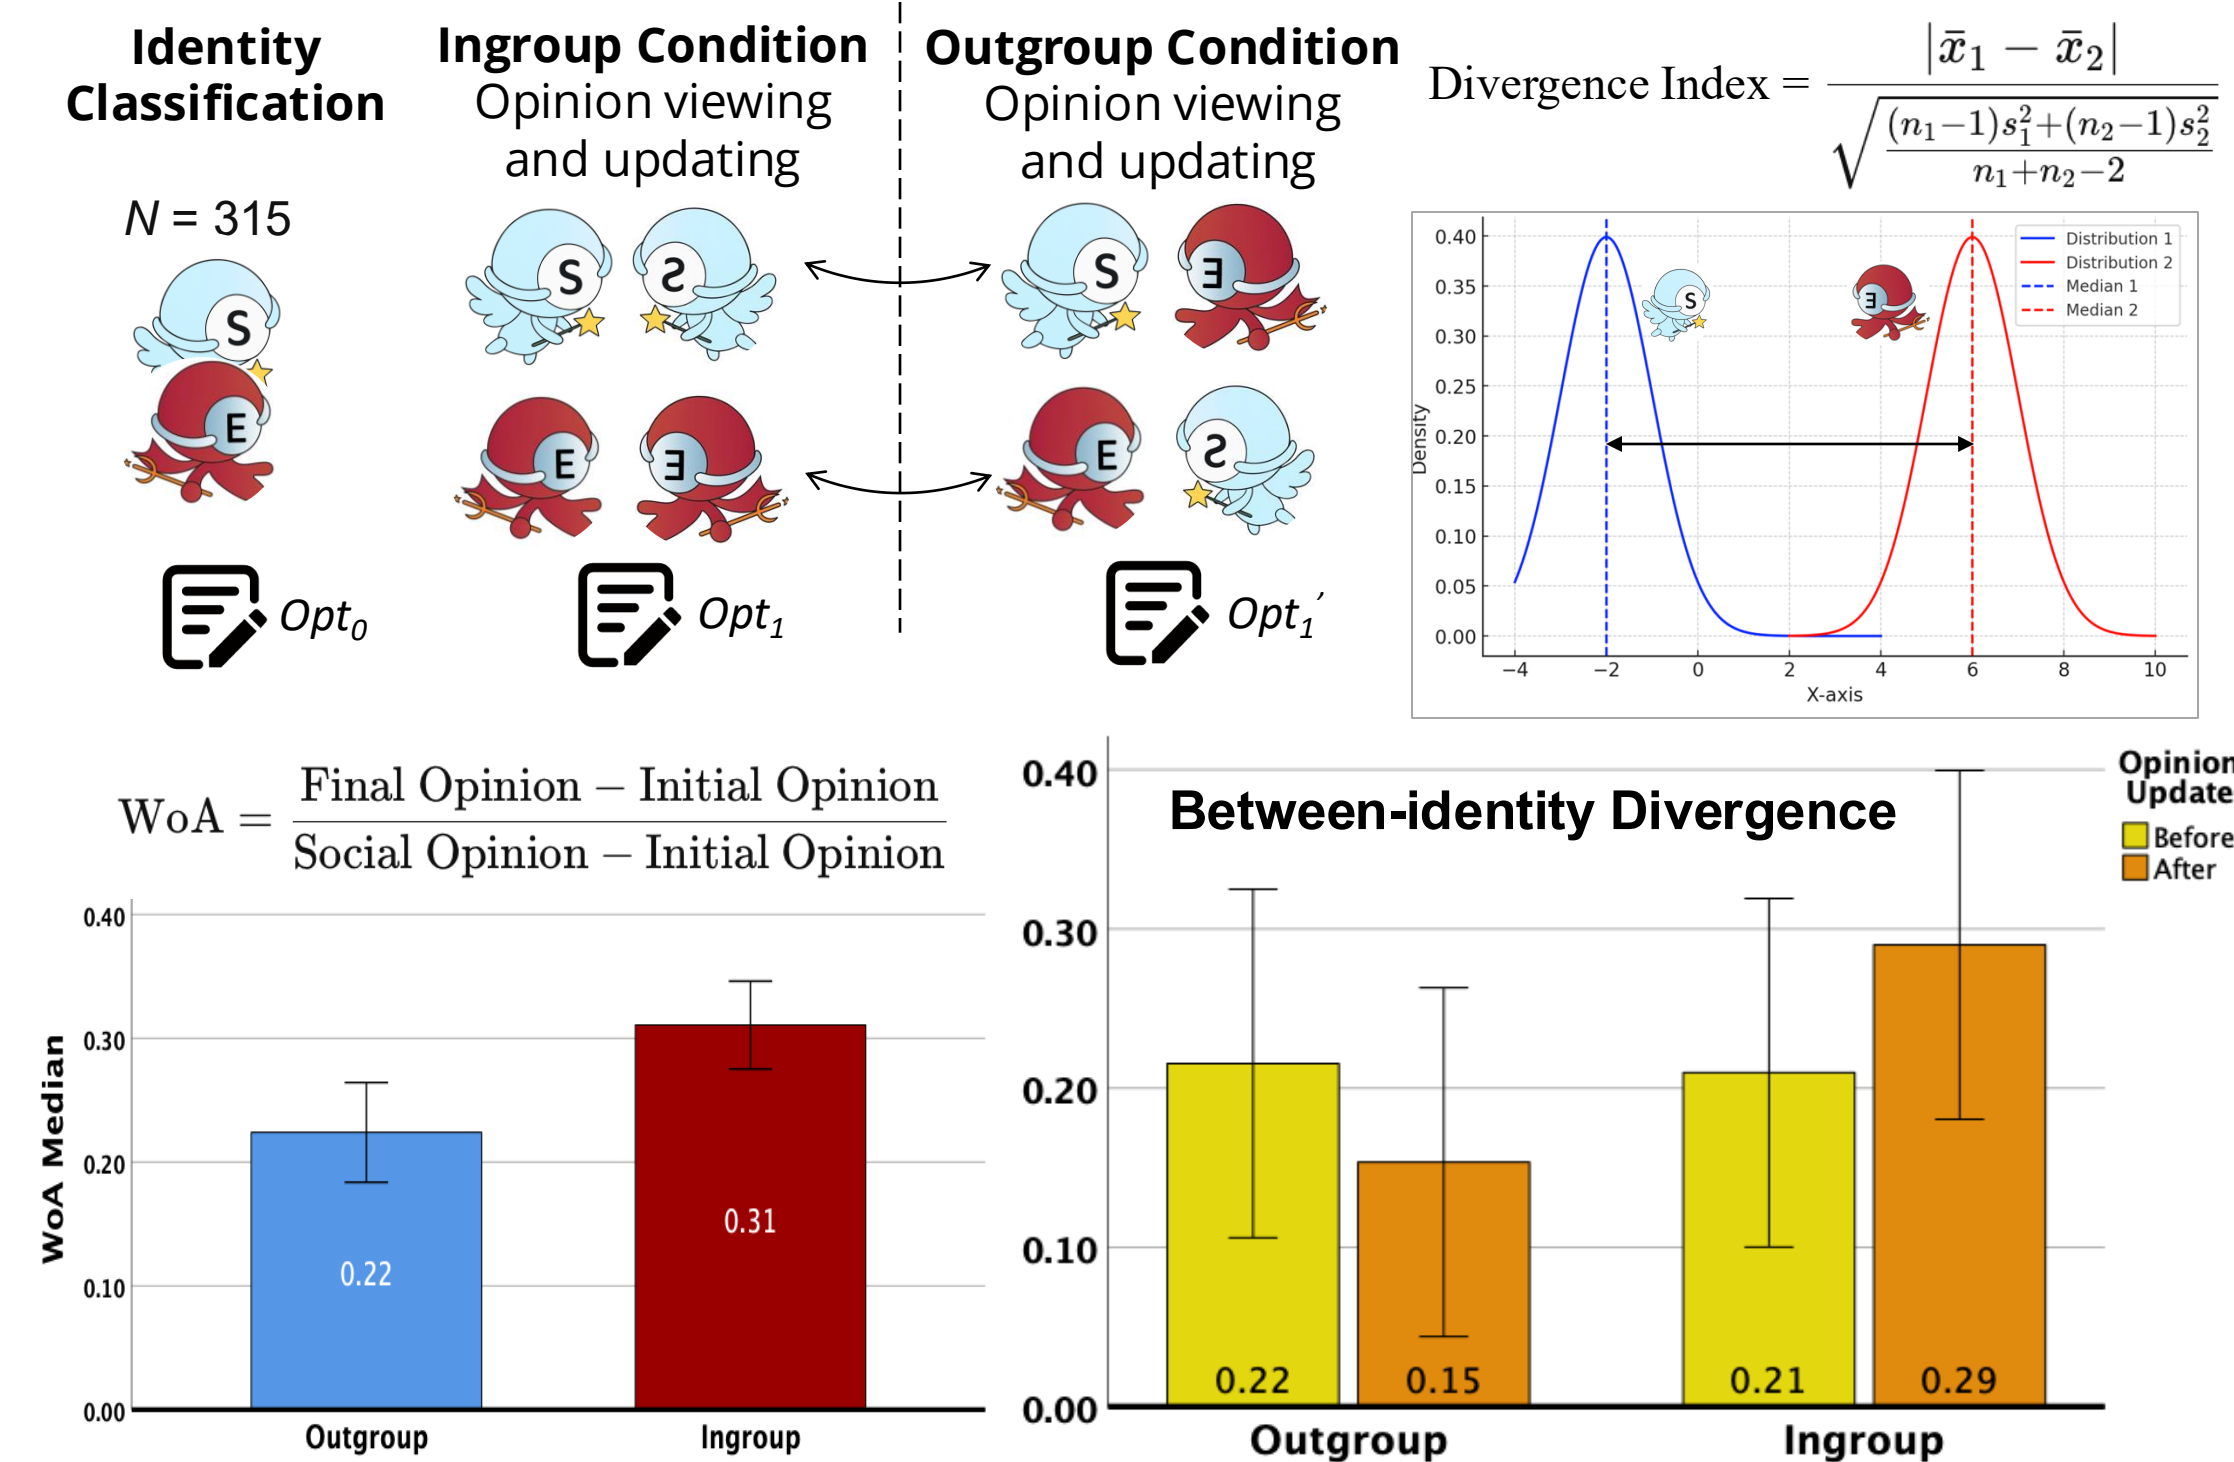 Identity
Classification
N = 315
S
E
Opt0
Ingroup Condition
Opinion viewing
and updating
S S
E E
Opt1
Outgroup Condition
Opinion viewing
and updating
S E
E S
Opt1’
Divergence Index = |x̄1 − x̄2| / √((n1−1)s1²+(n2−1)s2² / n1+n2−2)
Distribution 1
Distribution 2
Median 1
Median 2
S E
0.40
0.35
0.30
0.25
0.20
0.15
0.10
0.05
0.00
Density
−4 −2 0 2 4 6 8 10
X-axis
WoA = Final Opinion − Initial Opinion / Social Opinion − Initial Opinion
0.40
0.30
0.20
0.10
0.00
WoA Median
0.22
0.31
Outgroup Ingroup
Between-identity Divergence
Opinion
Update
Before
After
0.40
0.30
0.20
0.10
0.00
0.22 0.15 0.21 0.29
Outgroup Ingroup